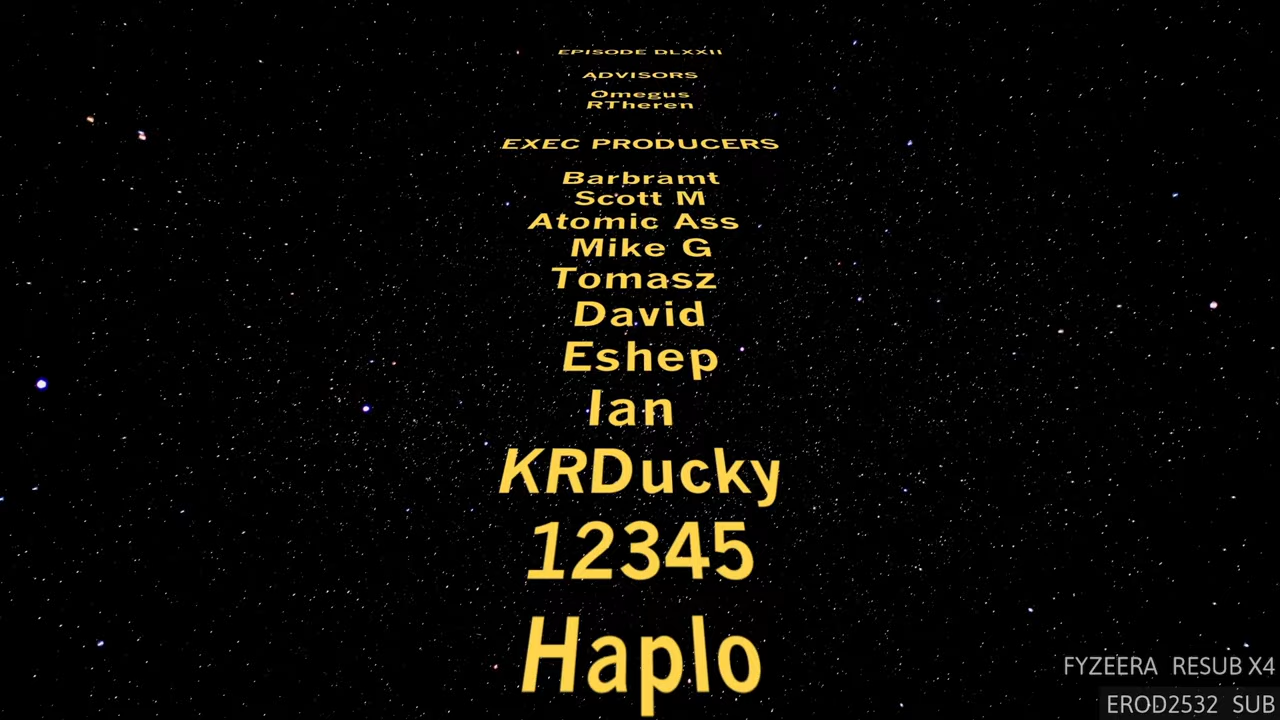 EPISODE DLXXII
ADVISORS
Omegus
RTheren
EXEC PRODUCERS
Barbramt
Scott M
Atomic Ass
Mike G
Tomasz
David
Eshep
Ian
KRDucky
12345
Haplo
FYZEERA RESUB X4
EROD2532 SUB